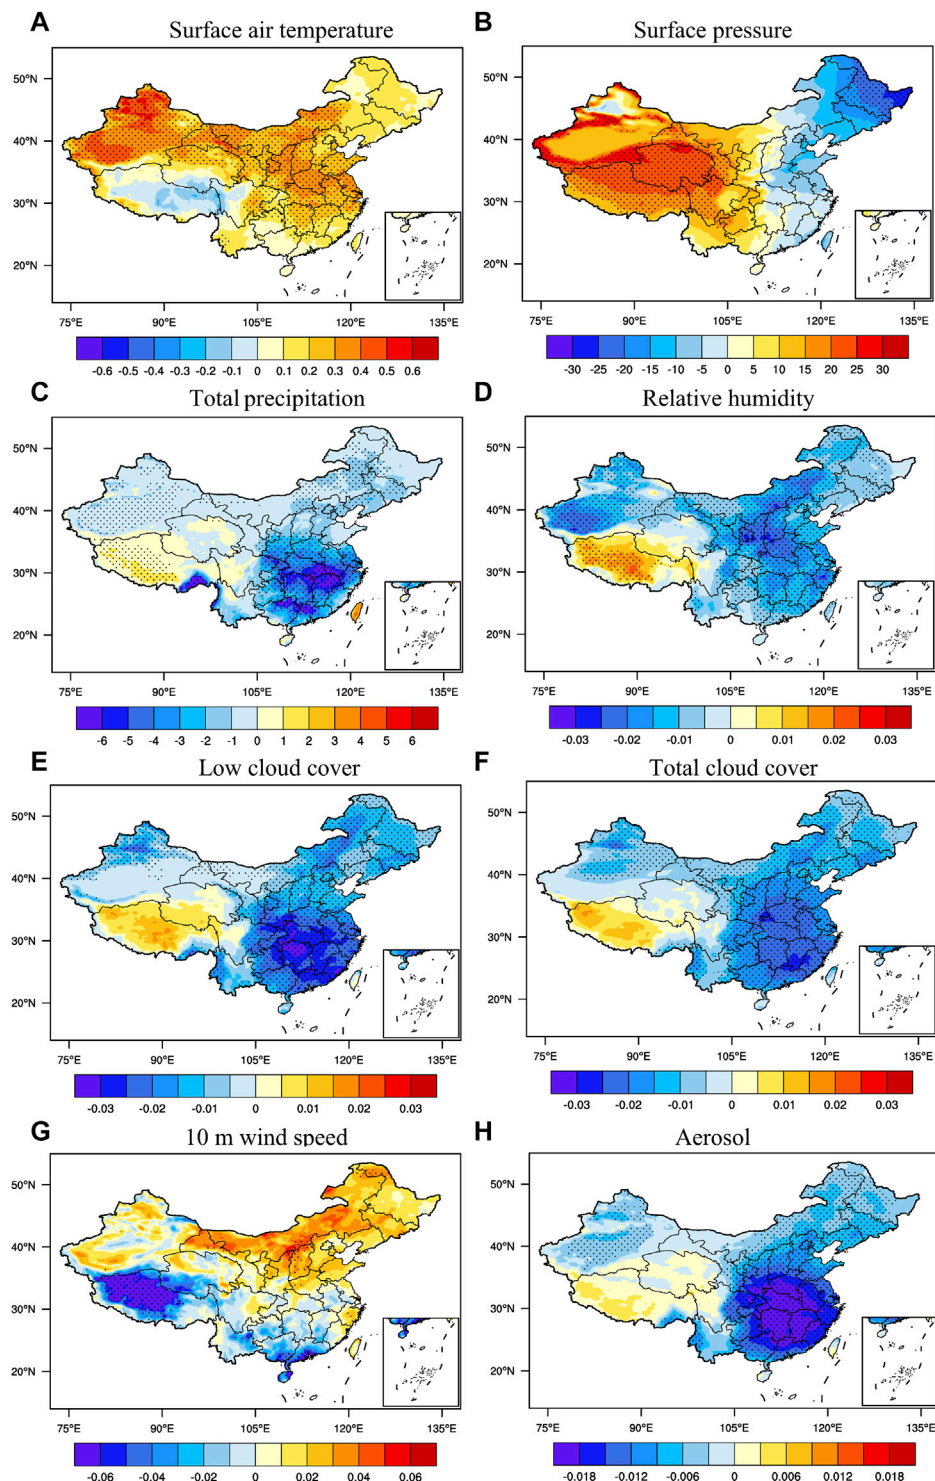 A Surface air temperature
50°N
40°N
30°N
20°N
75°E 90°E 105°E 120°E 135°E
-0.6 -0.5 -0.4 -0.3 -0.2 -0.1 0 0.1 0.2 0.3 0.4 0.5 0.6
B Surface pressure
50°N
40°N
30°N
20°N
75°E 90°E 105°E 120°E 135°E
-30 -25 -20 -15 -10 -5 0 5 10 15 20 25 30
C Total precipitation
50°N
40°N
30°N
20°N
75°E 90°E 105°E 120°E 135°E
-6 -5 -4 -3 -2 -1 0 1 2 3 4 5 6
D Relative humidity
50°N
40°N
30°N
20°N
75°E 90°E 105°E 120°E 135°E
-0.03 -0.02 -0.01 0 0.01 0.02 0.03
E Low cloud cover
50°N
40°N
30°N
20°N
75°E 90°E 105°E 120°E 135°E
-0.03 -0.02 -0.01 0 0.01 0.02 0.03
F Total cloud cover
50°N
40°N
30°N
20°N
75°E 90°E 105°E 120°E 135°E
-0.03 -0.02 -0.01 0 0.01 0.02 0.03
G 10 m wind speed
50°N
40°N
30°N
20°N
75°E 90°E 105°E 120°E 135°E
-0.06 -0.04 -0.02 0 0.02 0.04 0.06
H Aerosol
50°N
40°N
30°N
20°N
75°E 90°E 105°E 120°E 135°E
-0.018 -0.012 -0.006 0 0.006 0.012 0.018